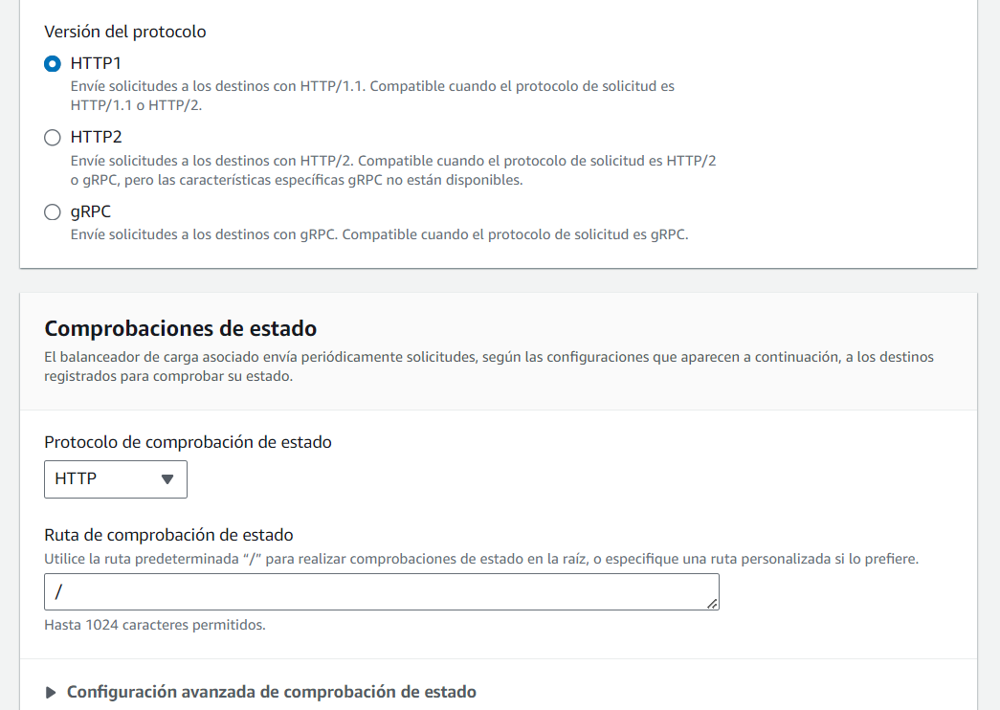 Versión del protocolo
HTTP1
Envíe solicitudes a los destinos con HTTP/1.1. Compatible cuando el protocolo de solicitud es
HTTP/1.1 o HTTP/2.
HTTP2
Envíe solicitudes a los destinos con HTTP/2. Compatible cuando el protocolo de solicitud es HTTP/2
o gRPC, pero las características específicas gRPC no están disponibles.
gRPC
Envíe solicitudes a los destinos con gRPC. Compatible cuando el protocolo de solicitud es gRPC.
Comprobaciones de estado
El balanceador de carga asociado envía periódicamente solicitudes, según las configuraciones que aparecen a continuación, a los destinos
registrados para comprobar su estado.
Protocolo de comprobación de estado
HTTP
Ruta de comprobación de estado
Utilice la ruta predeterminada “/” para realizar comprobaciones de estado en la raíz, o especifique una ruta personalizada si lo prefiere.
/
Hasta 1024 caracteres permitidos.
Configuración avanzada de comprobación de estado